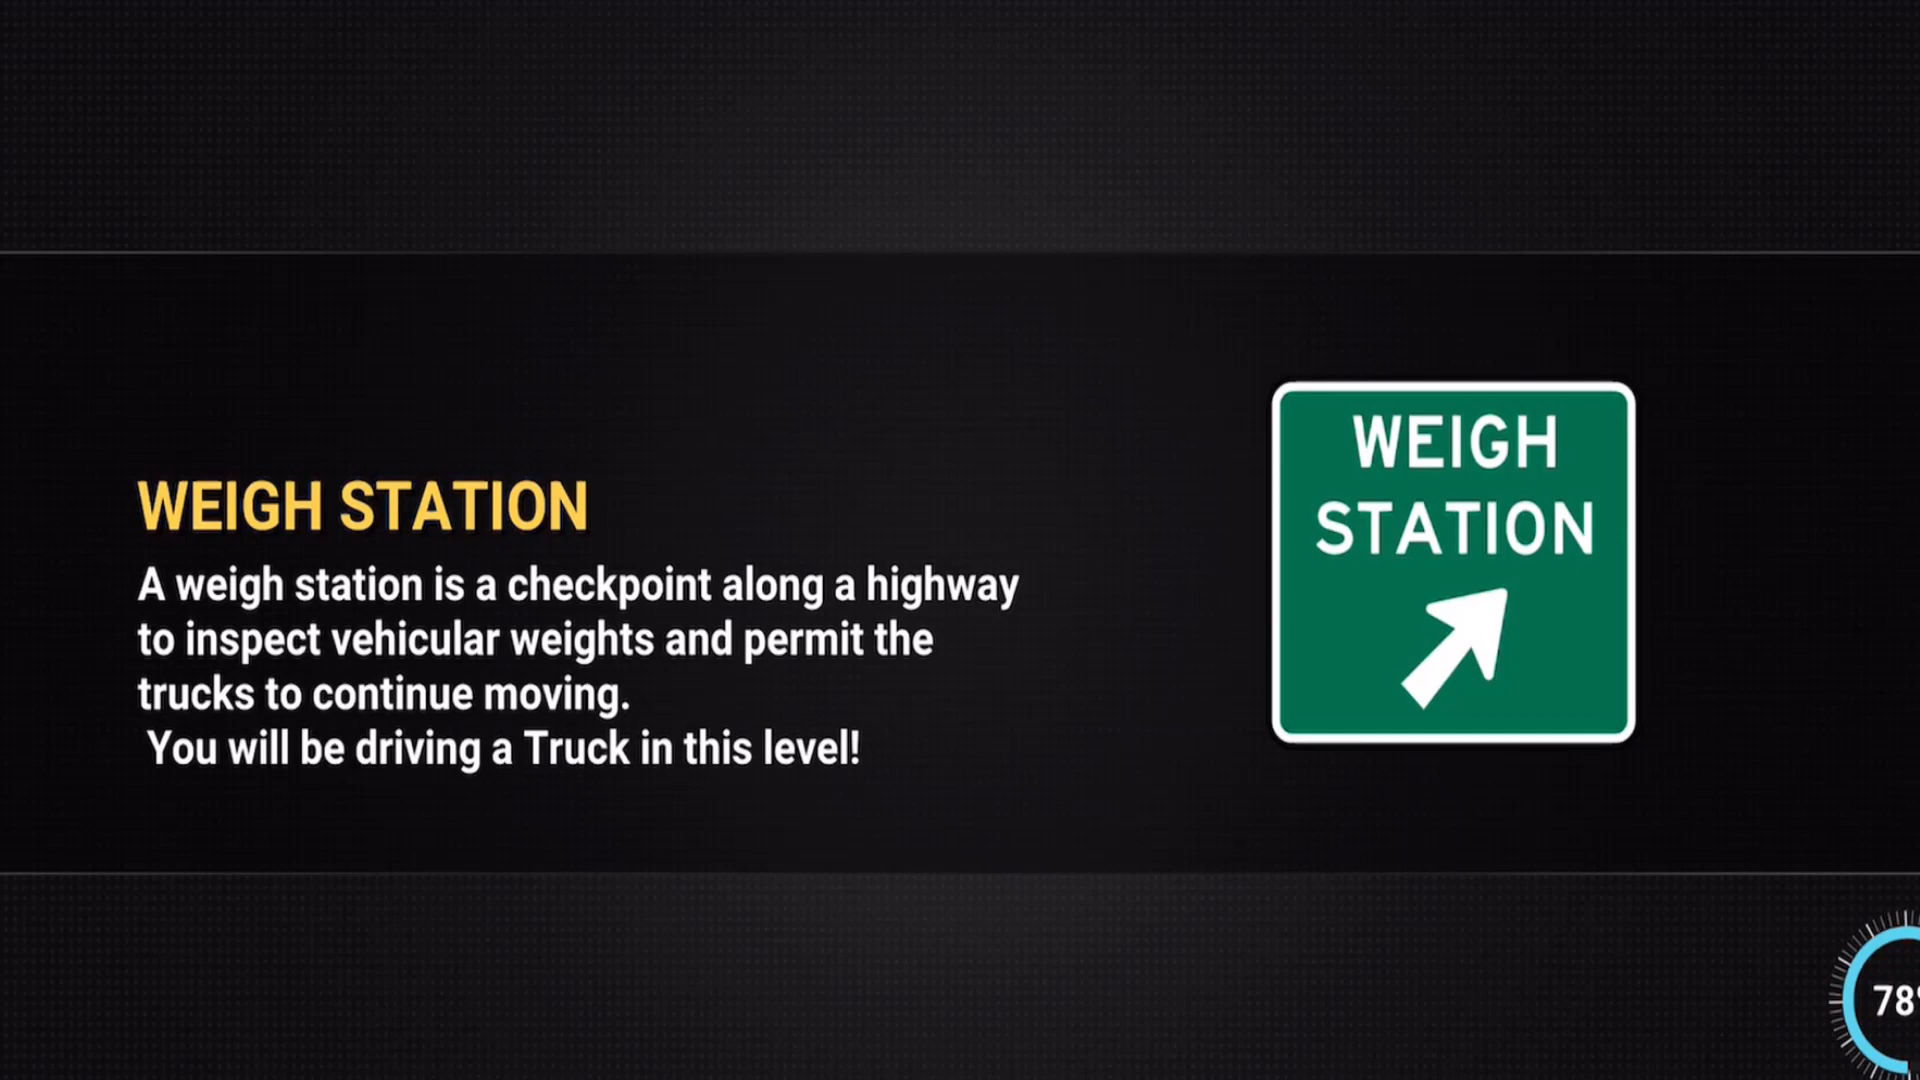 WEIGH STATION
A weigh station is a checkpoint along a highway
to inspect vehicular weights and permit the
trucks to continue moving.
You will be driving a Truck in this level!
WEIGH
STATION
78%